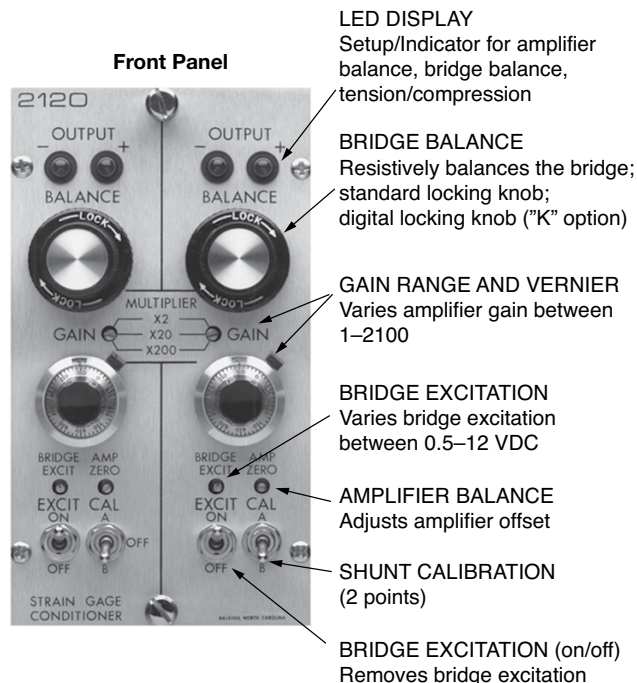 Front Panel
LED DISPLAY
Setup/Indicator for amplifier
balance, bridge balance,
tension/compression
BRIDGE BALANCE
Resistively balances the bridge;
standard locking knob;
digital locking knob ("K" option)
GAIN RANGE AND VERNIER
Varies amplifier gain between
1–2100
BRIDGE EXCITATION
Varies bridge excitation
between 0.5–12 VDC
AMPLIFIER BALANCE
Adjusts amplifier offset
SHUNT CALIBRATION
(2 points)
BRIDGE EXCITATION (on/off)
Removes bridge excitation
2120
– OUTPUT +
– OUTPUT +
BALANCE
BALANCE
LOCK
LOCK
LOCK
LOCK
MULTIPLIER
X2
GAIN X20 GAIN
X200
BRIDGE EXCIT
AMP ZERO
BRIDGE EXCIT
AMP ZERO
EXCIT CAL
EXCIT CAL
ON A
ON A
OFF
OFF B
OFF B
STRAIN GAGE
CONDITIONER
RALEIGH, NORTH CAROLINA